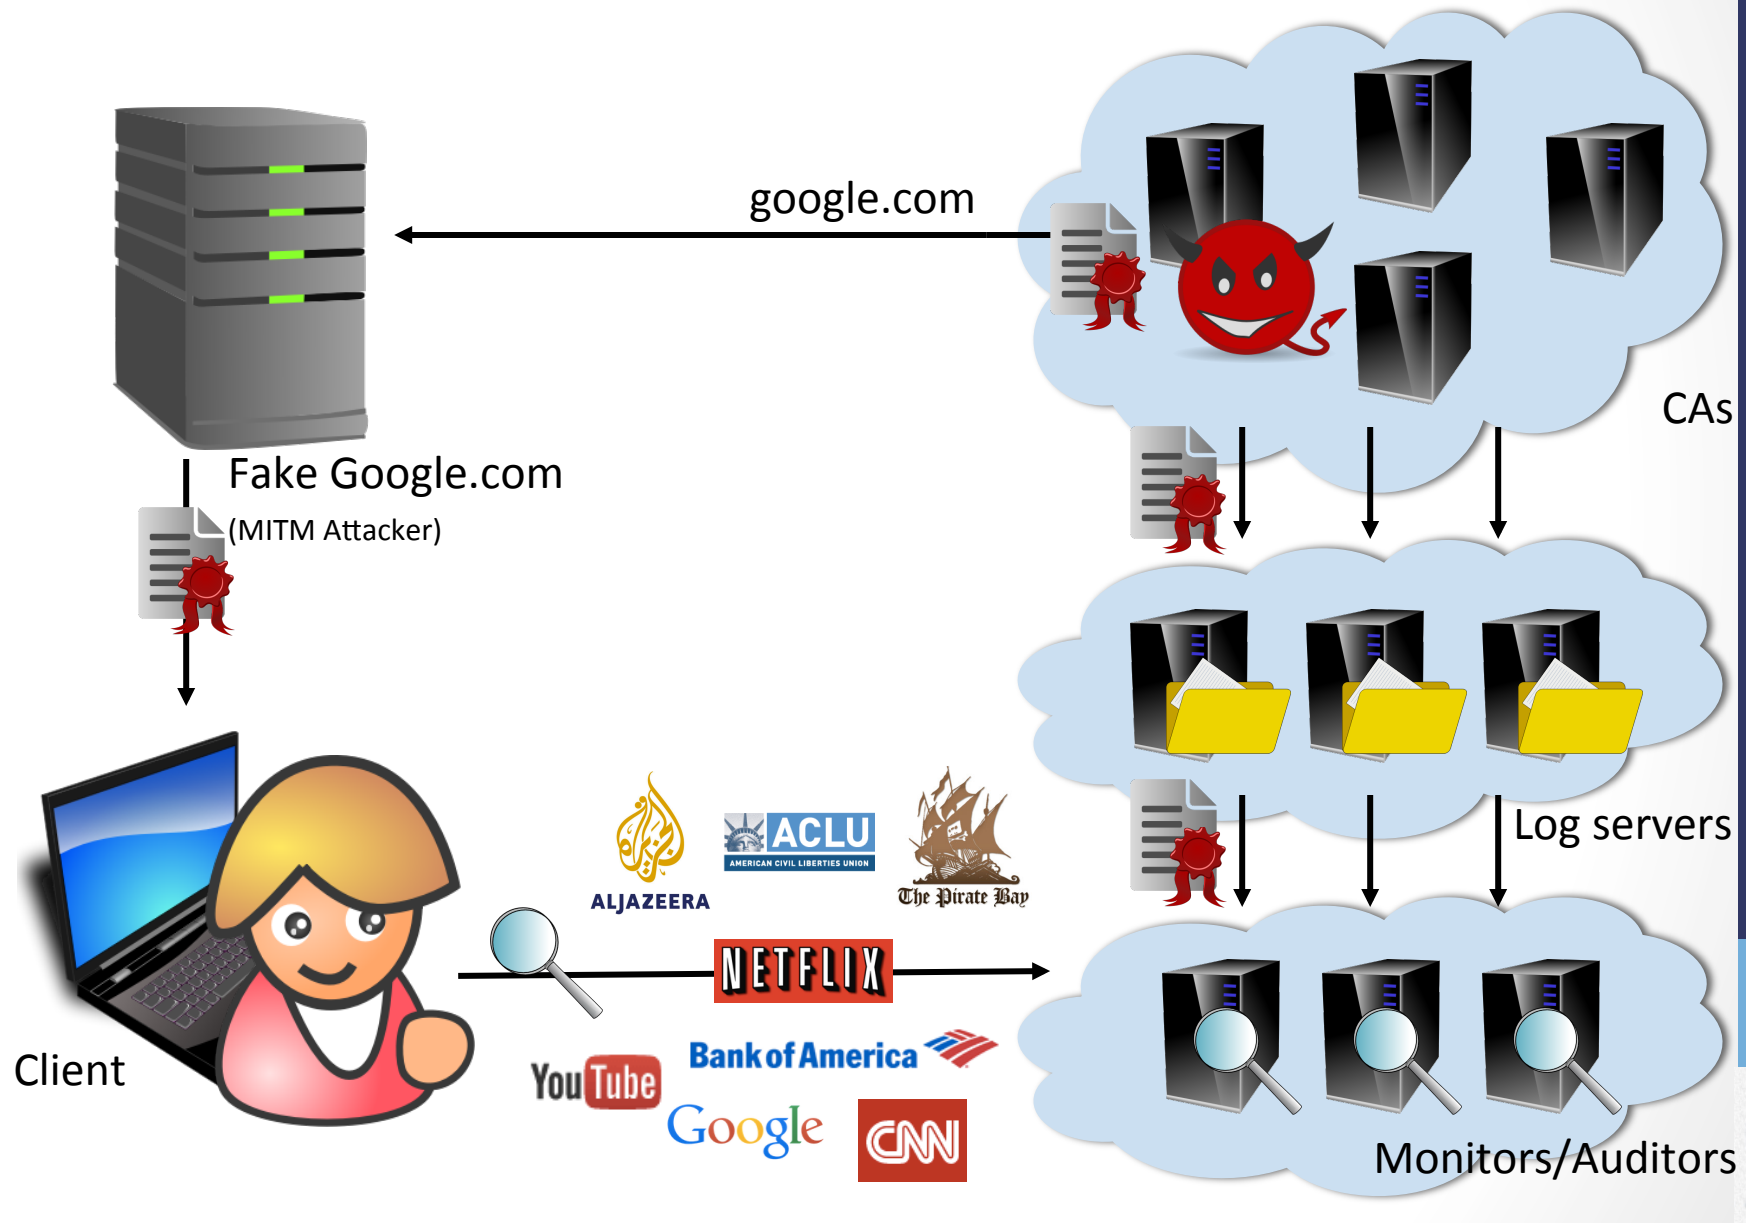 google.com
CAs
Fake Google.com
(MITM Attacker)
Log servers
ALJAZEERA
ACLU
AMERICAN CIVIL LIBERTIES UNION
The Pirate Bay
NETFLIX
Client
YouTube
Bank of America
Google
CNN
Monitors/Auditors